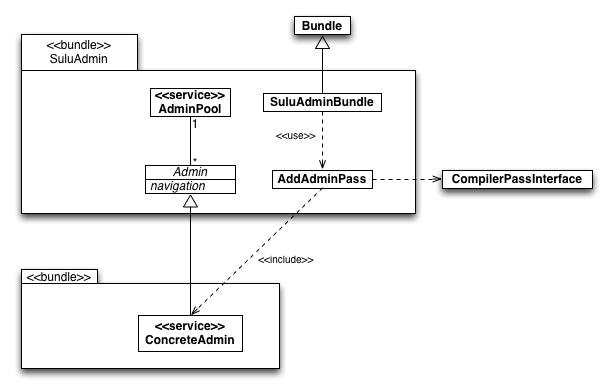 Bundle
<<bundle>>
SuluAdmin
<<service>>
AdminPool
SuluAdminBundle
1
<<use>>
*
Admin
navigation
AddAdminPass
CompilerPassInterface
<<include>>
<<bundle>>
<<service>>
ConcreteAdmin